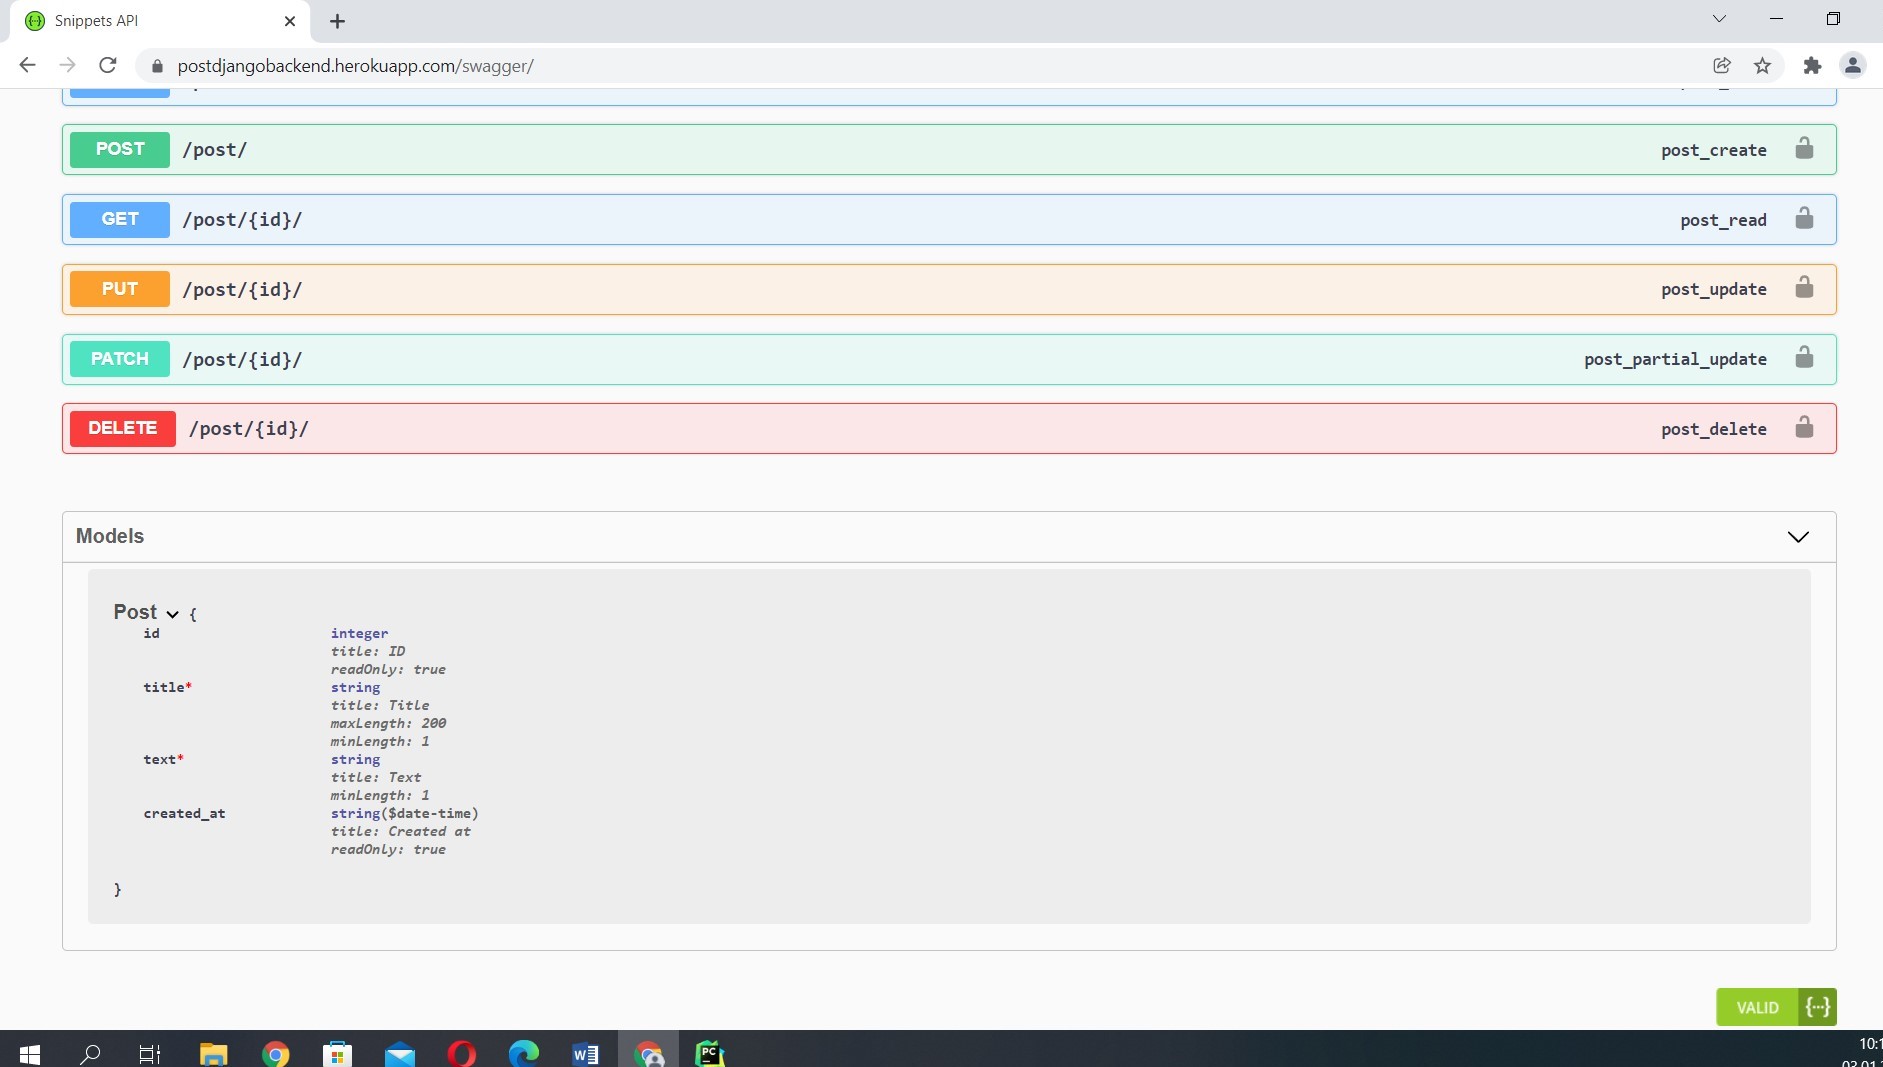 Snippets API
postdjangobackend.herokuapp.com/swagger/
POST /post/ post_create
GET /post/{id}/ post_read
PUT /post/{id}/ post_update
PATCH /post/{id}/ post_partial_update
DELETE /post/{id}/ post_delete
Models
Post {
id integer
title: ID
readOnly: true
title* string
title: Title
maxLength: 200
minLength: 1
text* string
title: Text
minLength: 1
created_at string($date-time)
title: Created at
readOnly: true
}
VALID {...}
W PC
10:1